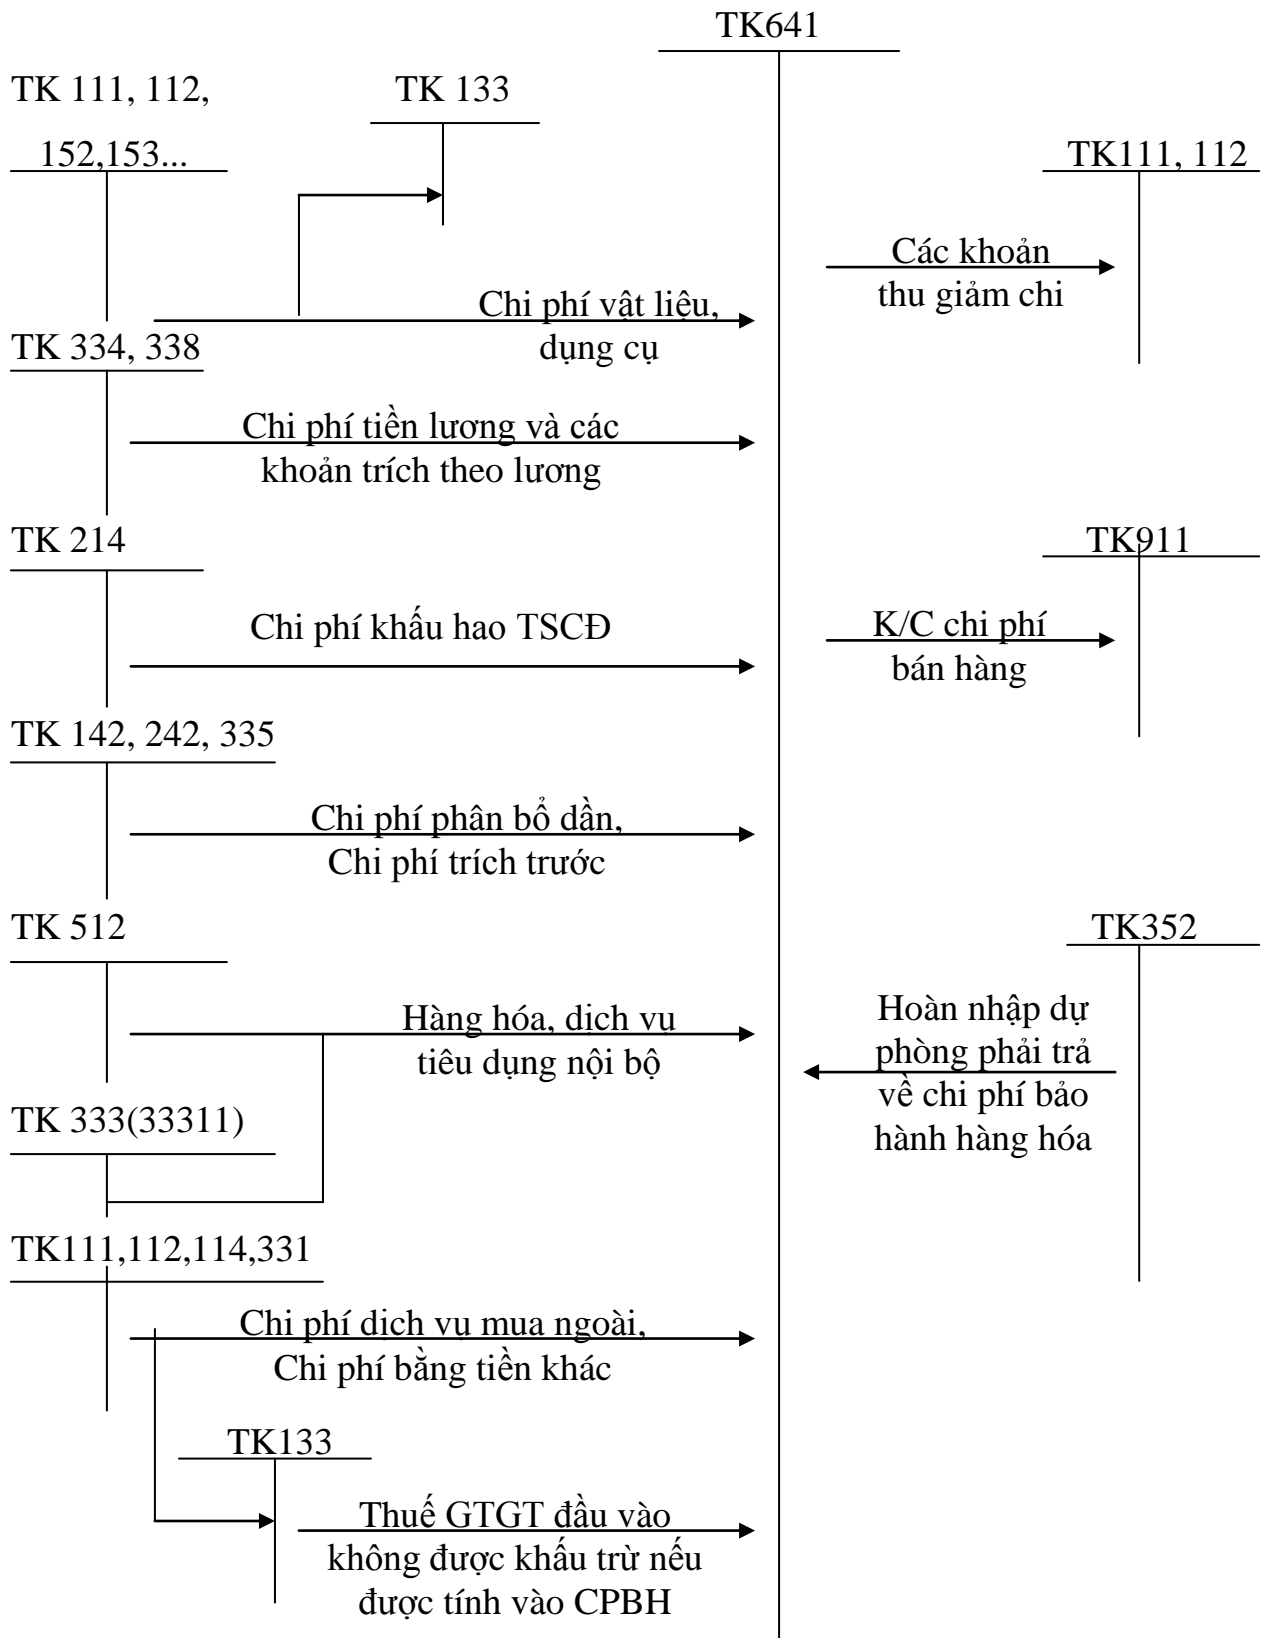 TK641
TK 111, 112,
152,153...
TK 133
TK111, 112
Các khoản
thu giảm chi
Chi phí vật liệu,
dụng cụ
TK 334, 338
Chi phí tiền lương và các
khoản trích theo lương
TK 214
TK911
Chi phí khấu hao TSCĐ
K/C chi phí
bán hàng
TK 142, 242, 335
Chi phí phân bổ dần,
Chi phí trích trước
TK 512
TK352
Hàng hóa, dịch vụ
tiêu dụng nội bộ
Hoàn nhập dự
phòng phải trả
về chi phí bảo
hành hàng hóa
TK 333(33311)
TK111,112,114,331
Chi phí dịch vụ mua ngoài,
Chi phí bằng tiền khác
TK133
Thuế GTGT đầu vào
không được khấu trừ nếu
được tính vào CPBH